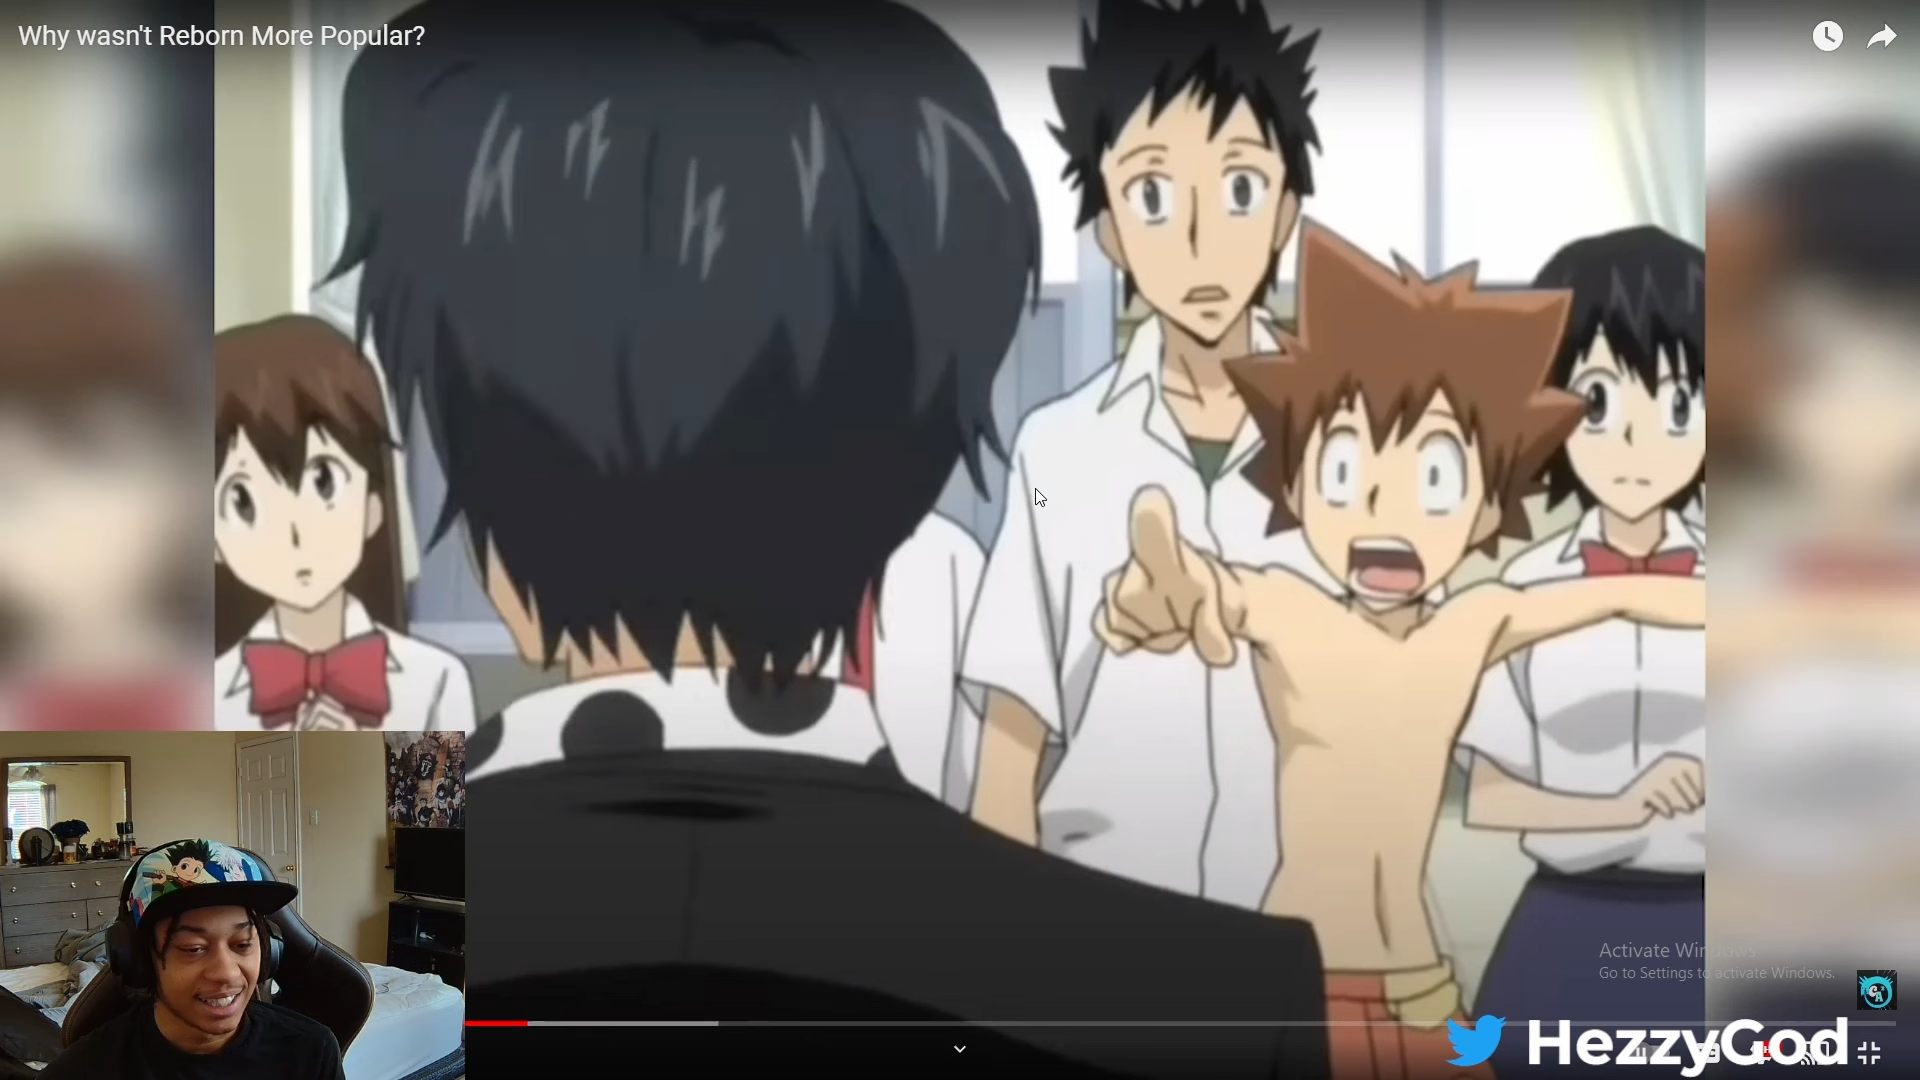 Why wasn't Reborn More Popular?
Activate Windows
Go to Settings to activate Windows.
HezzyGod